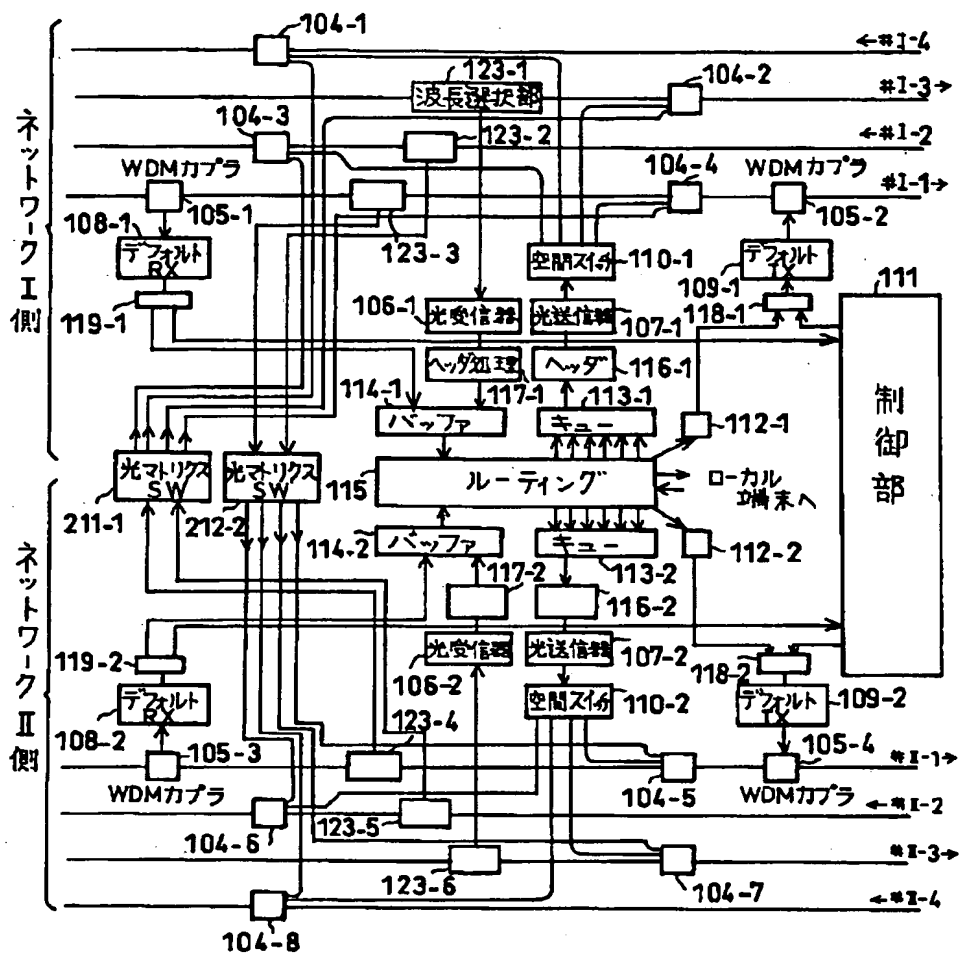 104-1
←#I-4
123-1
104-2
波長選択部
#I-3→
104-3
123-2
←#I-2
WDMカプラ
104-4
WDMカプラ
#I-1→
105-1
105-2
108-1
123-3
デフォルト
RX
空間スイッチ
110-1
デフォルト
TX
109-1
119-1
106-1
光受信器
光送信器
107-1
118-1
111
ヘッダ処理
ヘッダ
116-1
117-1
114-1
113-1
バッファ
キュー
112-1
ネットワークⅠ側
制御部
光マトリクス
SW
光マトリクス
SW
115
ルーティング
ローカル
端末へ
211-1
212-2
114-2
バッファ
キュー
112-2
117-2
113-2
116-2
ネットワークⅡ側
119-2
光受信器
光送信器
107-2
118-2
106-2
デフォルト
RX
空間スイッチ
110-2
デフォルト
TX
109-2
108-2
105-3
123-4
105-4
#Ⅱ-1→
WDMカプラ
104-5
WDMカプラ
←#Ⅱ-2
104-6
123-5
#Ⅱ-3→
123-6
104-7
←#Ⅱ-4
104-8